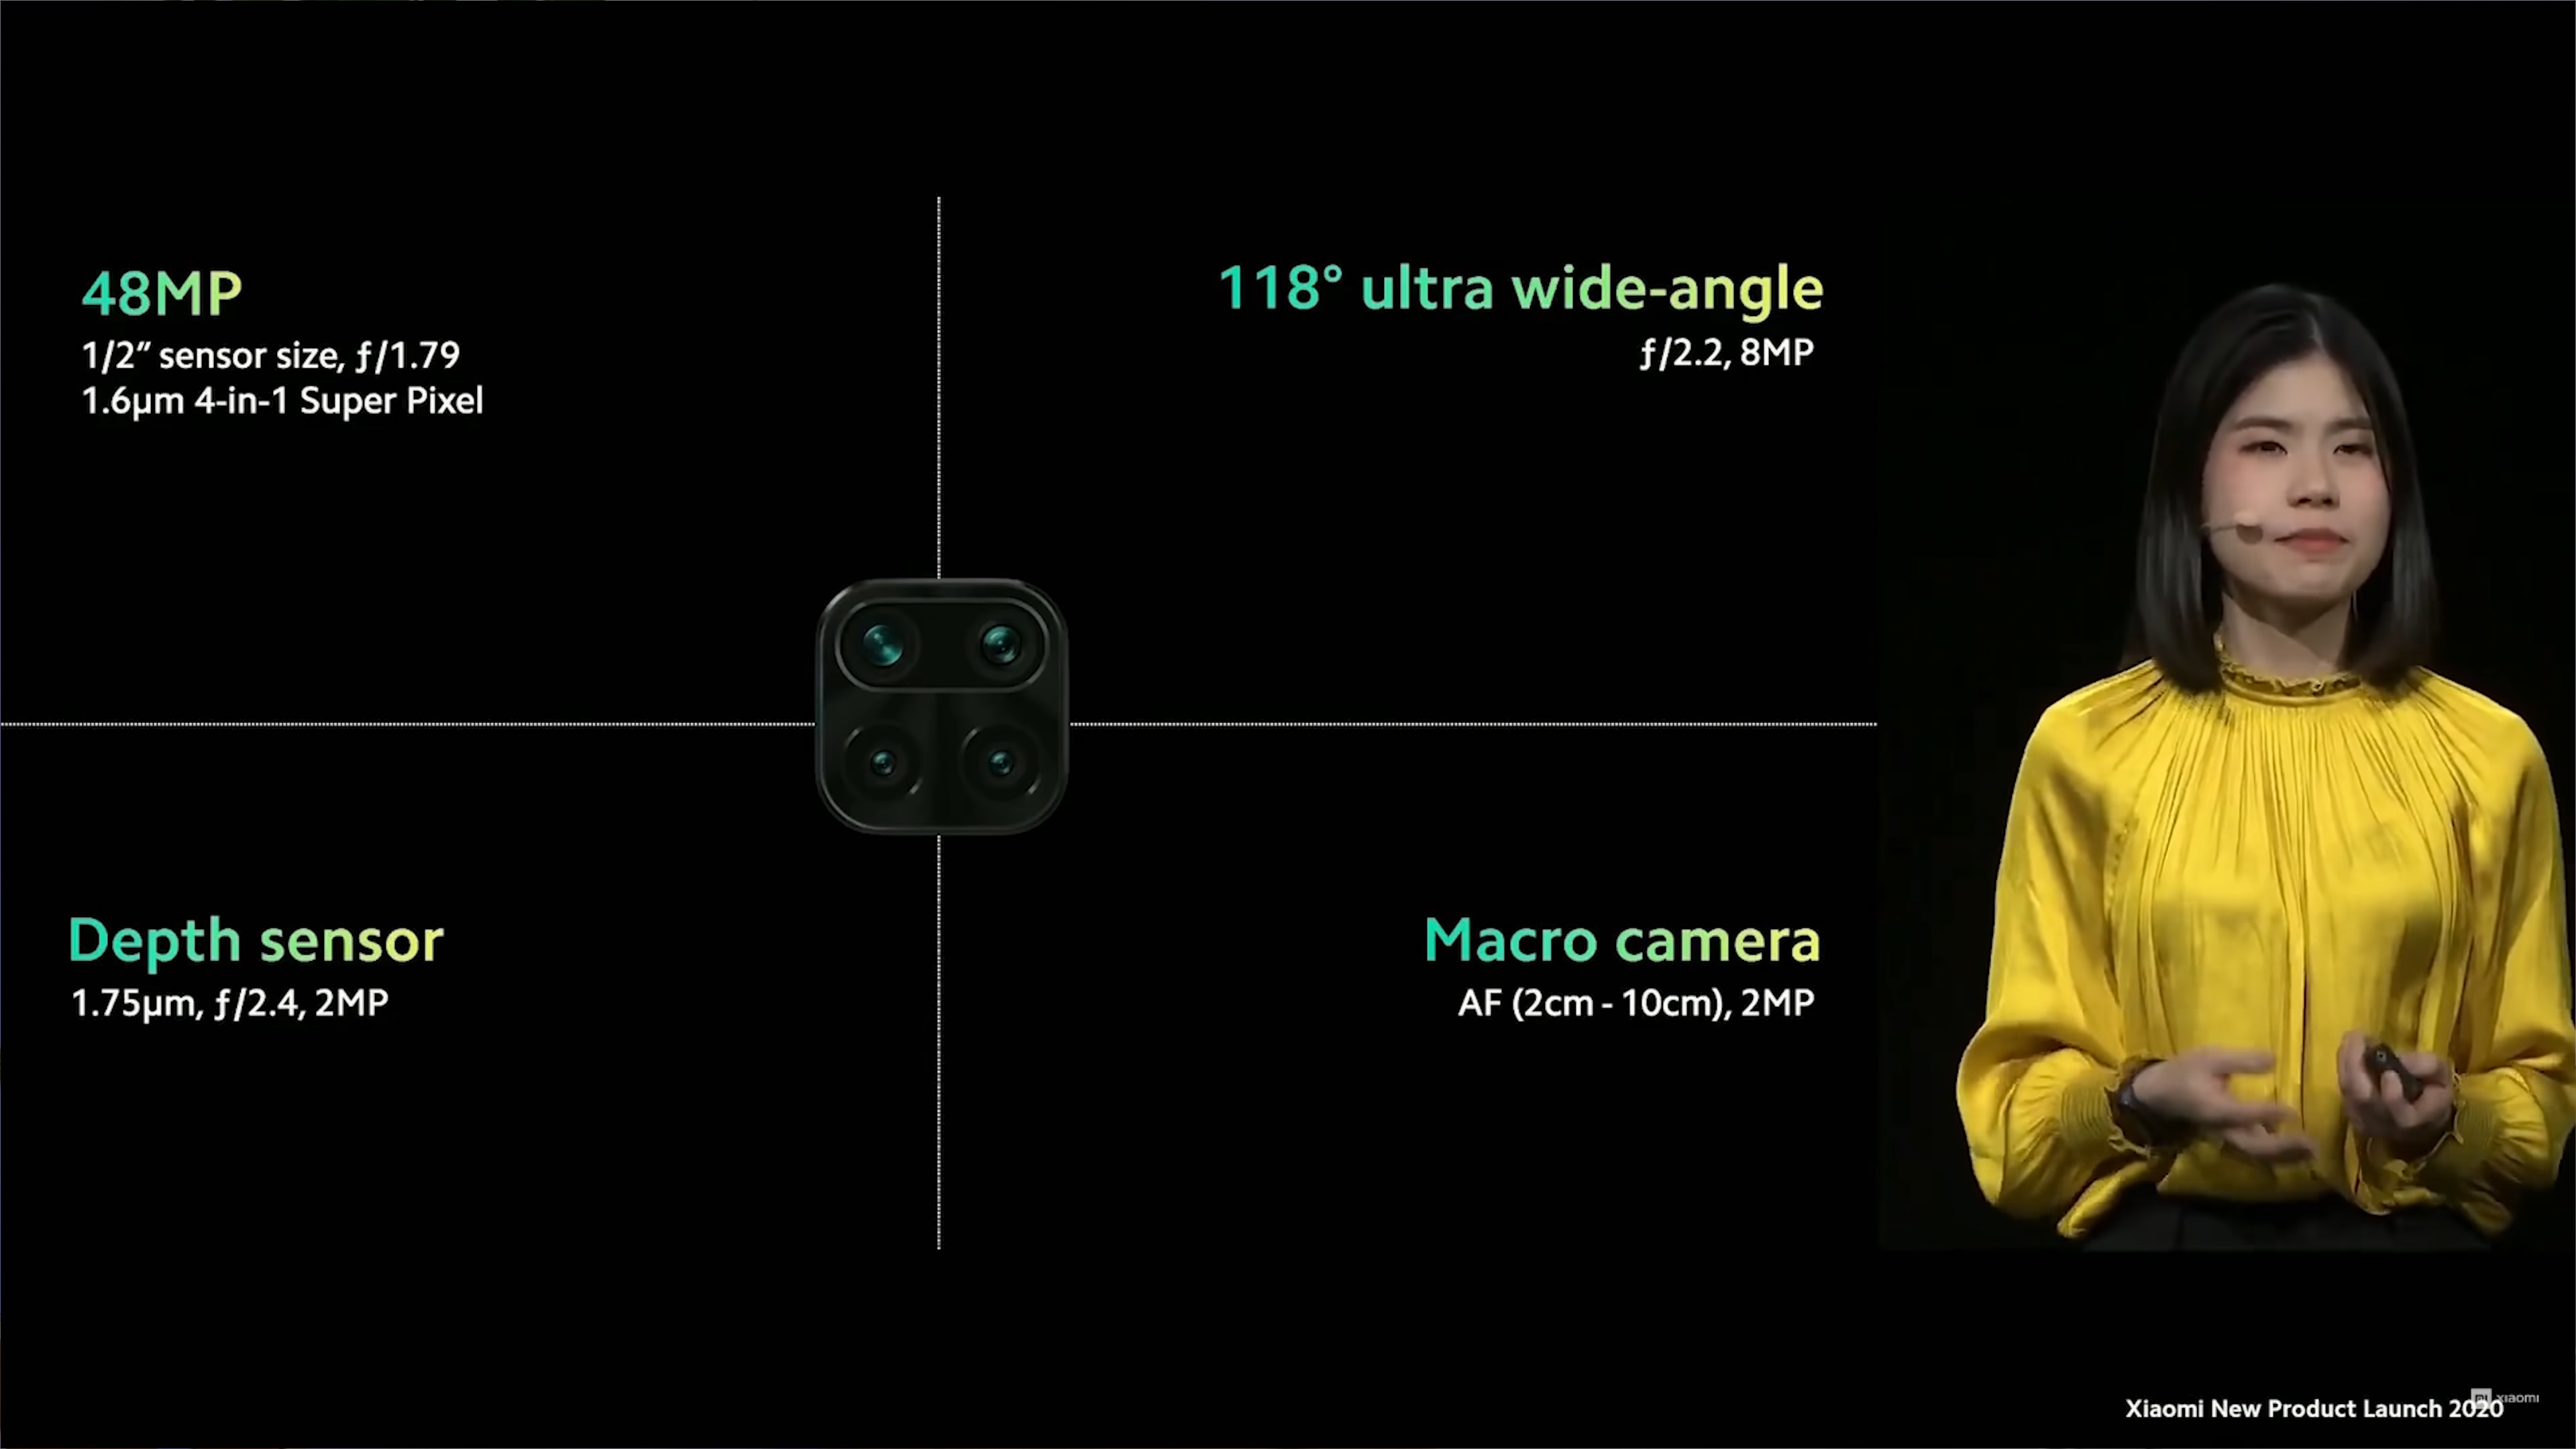 48MP
1/2” sensor size, ƒ/1.79
1.6µm 4-in-1 Super Pixel
118° ultra wide-angle
ƒ/2.2, 8MP
Depth sensor
1.75µm, ƒ/2.4, 2MP
Macro camera
AF (2cm - 10cm), 2MP
xiaomi
Xiaomi New Product Launch 2020